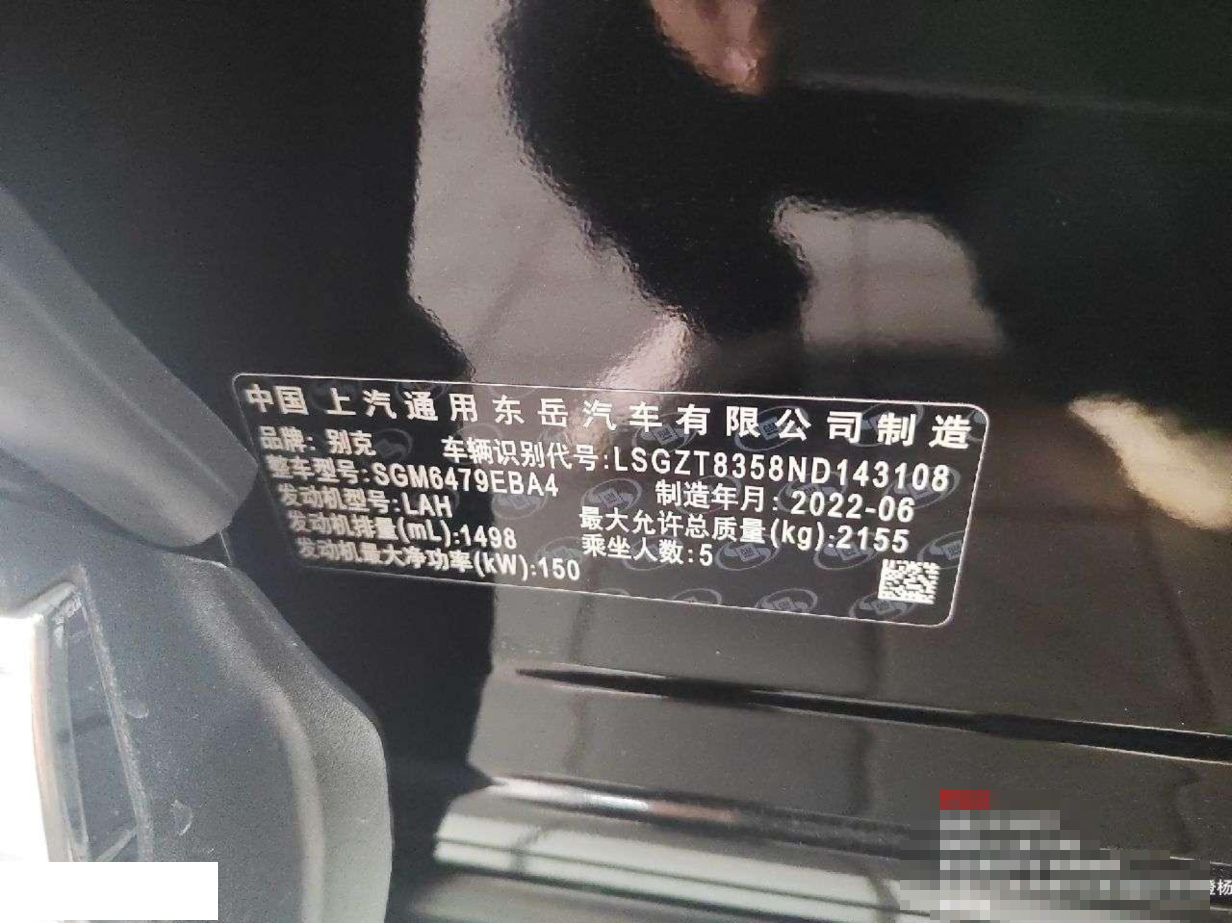 中国 上汽通用东岳汽车有限公司制造
品牌: 别克 车辆识别代号:LSGZT8358ND143108
整车型号:SGM6479EBA4 制造年月: 2022-06
发动机型号:LAH 最大允许总质量(kg):2155
发动机排量(mL):1498 乘坐人数:5
发动机最大净功率(kW):150
橙杨